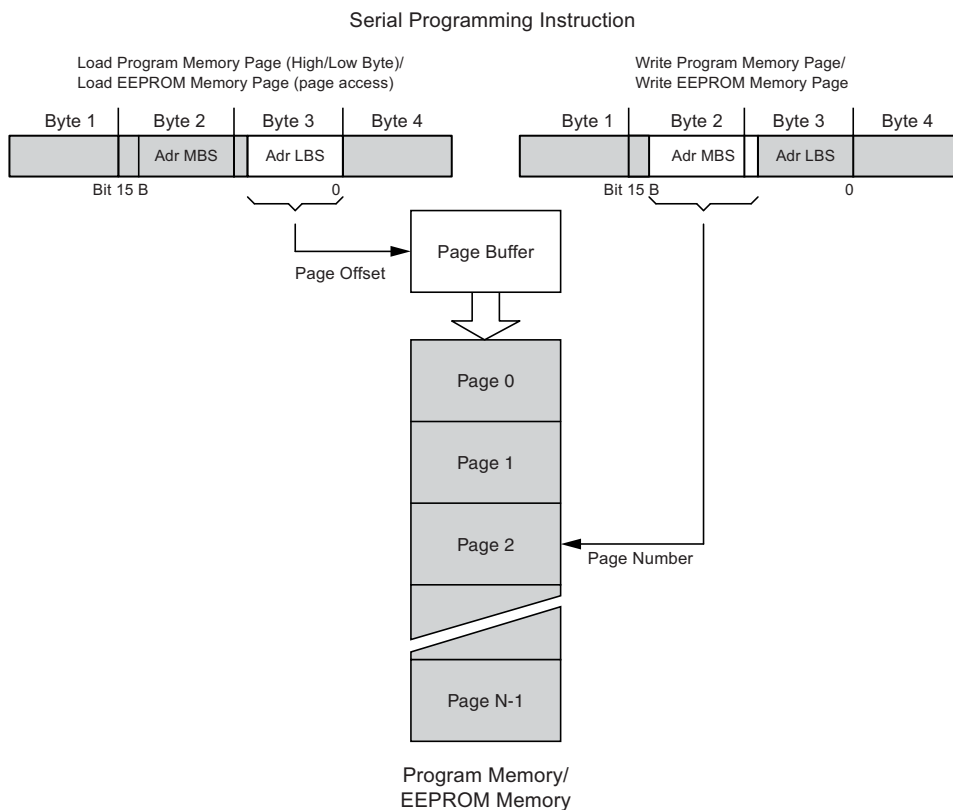 Serial Programming Instruction
Load Program Memory Page (High/Low Byte)/
Load EEPROM Memory Page (page access)
Byte 1 Byte 2 Byte 3 Byte 4
Adr MBS Adr LBS
Bit 15 B 0
Write Program Memory Page/
Write EEPROM Memory Page
Byte 1 Byte 2 Byte 3 Byte 4
Adr MBS Adr LBS
Bit 15 B 0
Page Offset
Page Buffer
Page 0
Page 1
Page 2
Page Number
Page N-1
Program Memory/
EEPROM Memory